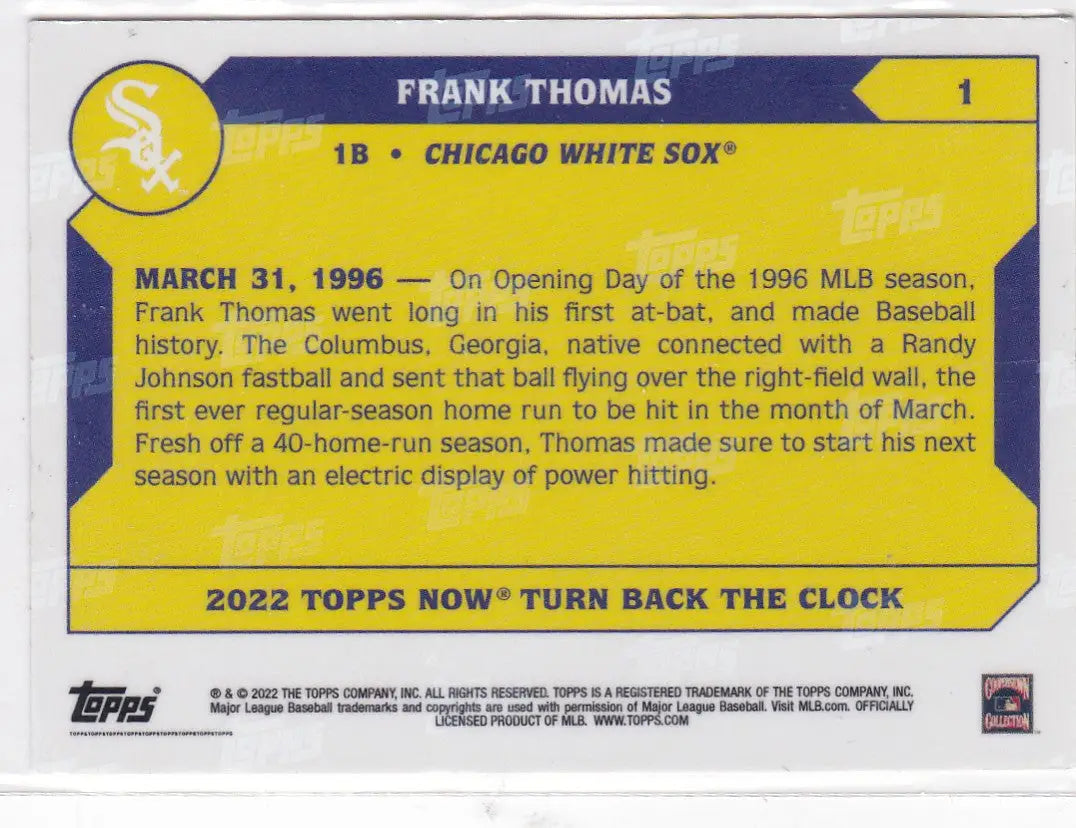 Sox
FRANK THOMAS
1
1B • CHICAGO WHITE SOX®
MARCH 31, 1996 — On Opening Day of the 1996 MLB season,
Frank Thomas went long in his first at-bat, and made Baseball
history. The Columbus, Georgia, native connected with a Randy
Johnson fastball and sent that ball flying over the right-field wall, the
first ever regular-season home run to be hit in the month of March.
Fresh off a 40-home-run season, Thomas made sure to start his next
season with an electric display of power hitting.
2022 TOPPS NOW® TURN BACK THE CLOCK
Topps®
TOPPSTOPPSTOPPSTOPPSTOPPSTOPPSTOPPSTOPPSTOPPS
® & © 2022 THE TOPPS COMPANY, INC. ALL RIGHTS RESERVED. TOPPS IS A REGISTERED TRADEMARK OF THE TOPPS COMPANY, INC.
Major League Baseball trademarks and copyrights are used with permission of Major League Baseball. Visit MLB.com. OFFICIALLY
LICENSED PRODUCT OF MLB. WWW.TOPPS.COM
COOPERSTOWN
COLLECTION